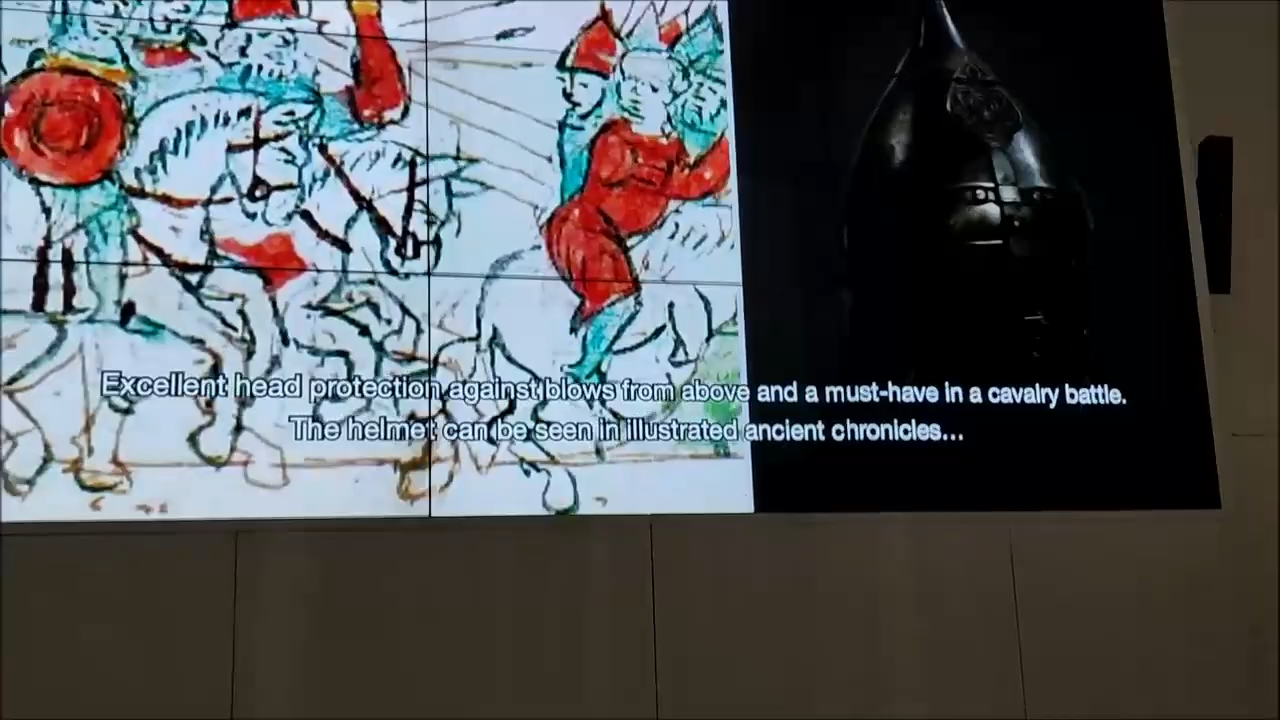 Excellent head protection against blows from above and a must-have in a cavalry battle.
The helmet can be seen in illustrated ancient chronicles...